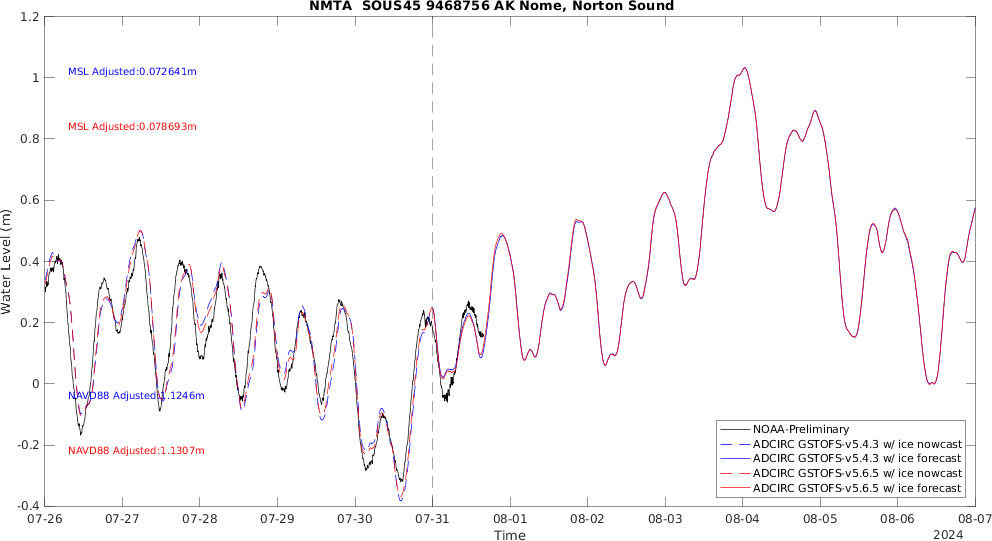 NMTA  SOUS45 9468756 AK Nome, Norton Sound
1.2
1
0.8
0.6
0.4
0.2
0
-0.2
-0.4
Water Level (m)
MSL Adjusted:0.072641m
MSL Adjusted:0.078693m
NAVD88 Adjusted:1.1246m
NAVD88 Adjusted:1.1307m
NOAA-Preliminary
ADCIRC GSTOFS-v5.4.3 w/ ice nowcast
ADCIRC GSTOFS-v5.4.3 w/ ice forecast
ADCIRC GSTOFS-v5.6.5 w/ ice nowcast
ADCIRC GSTOFS-v5.6.5 w/ ice forecast
07-26 07-27 07-28 07-29 07-30 07-31 08-01 08-02 08-03 08-04 08-05 08-06 08-07
Time
2024